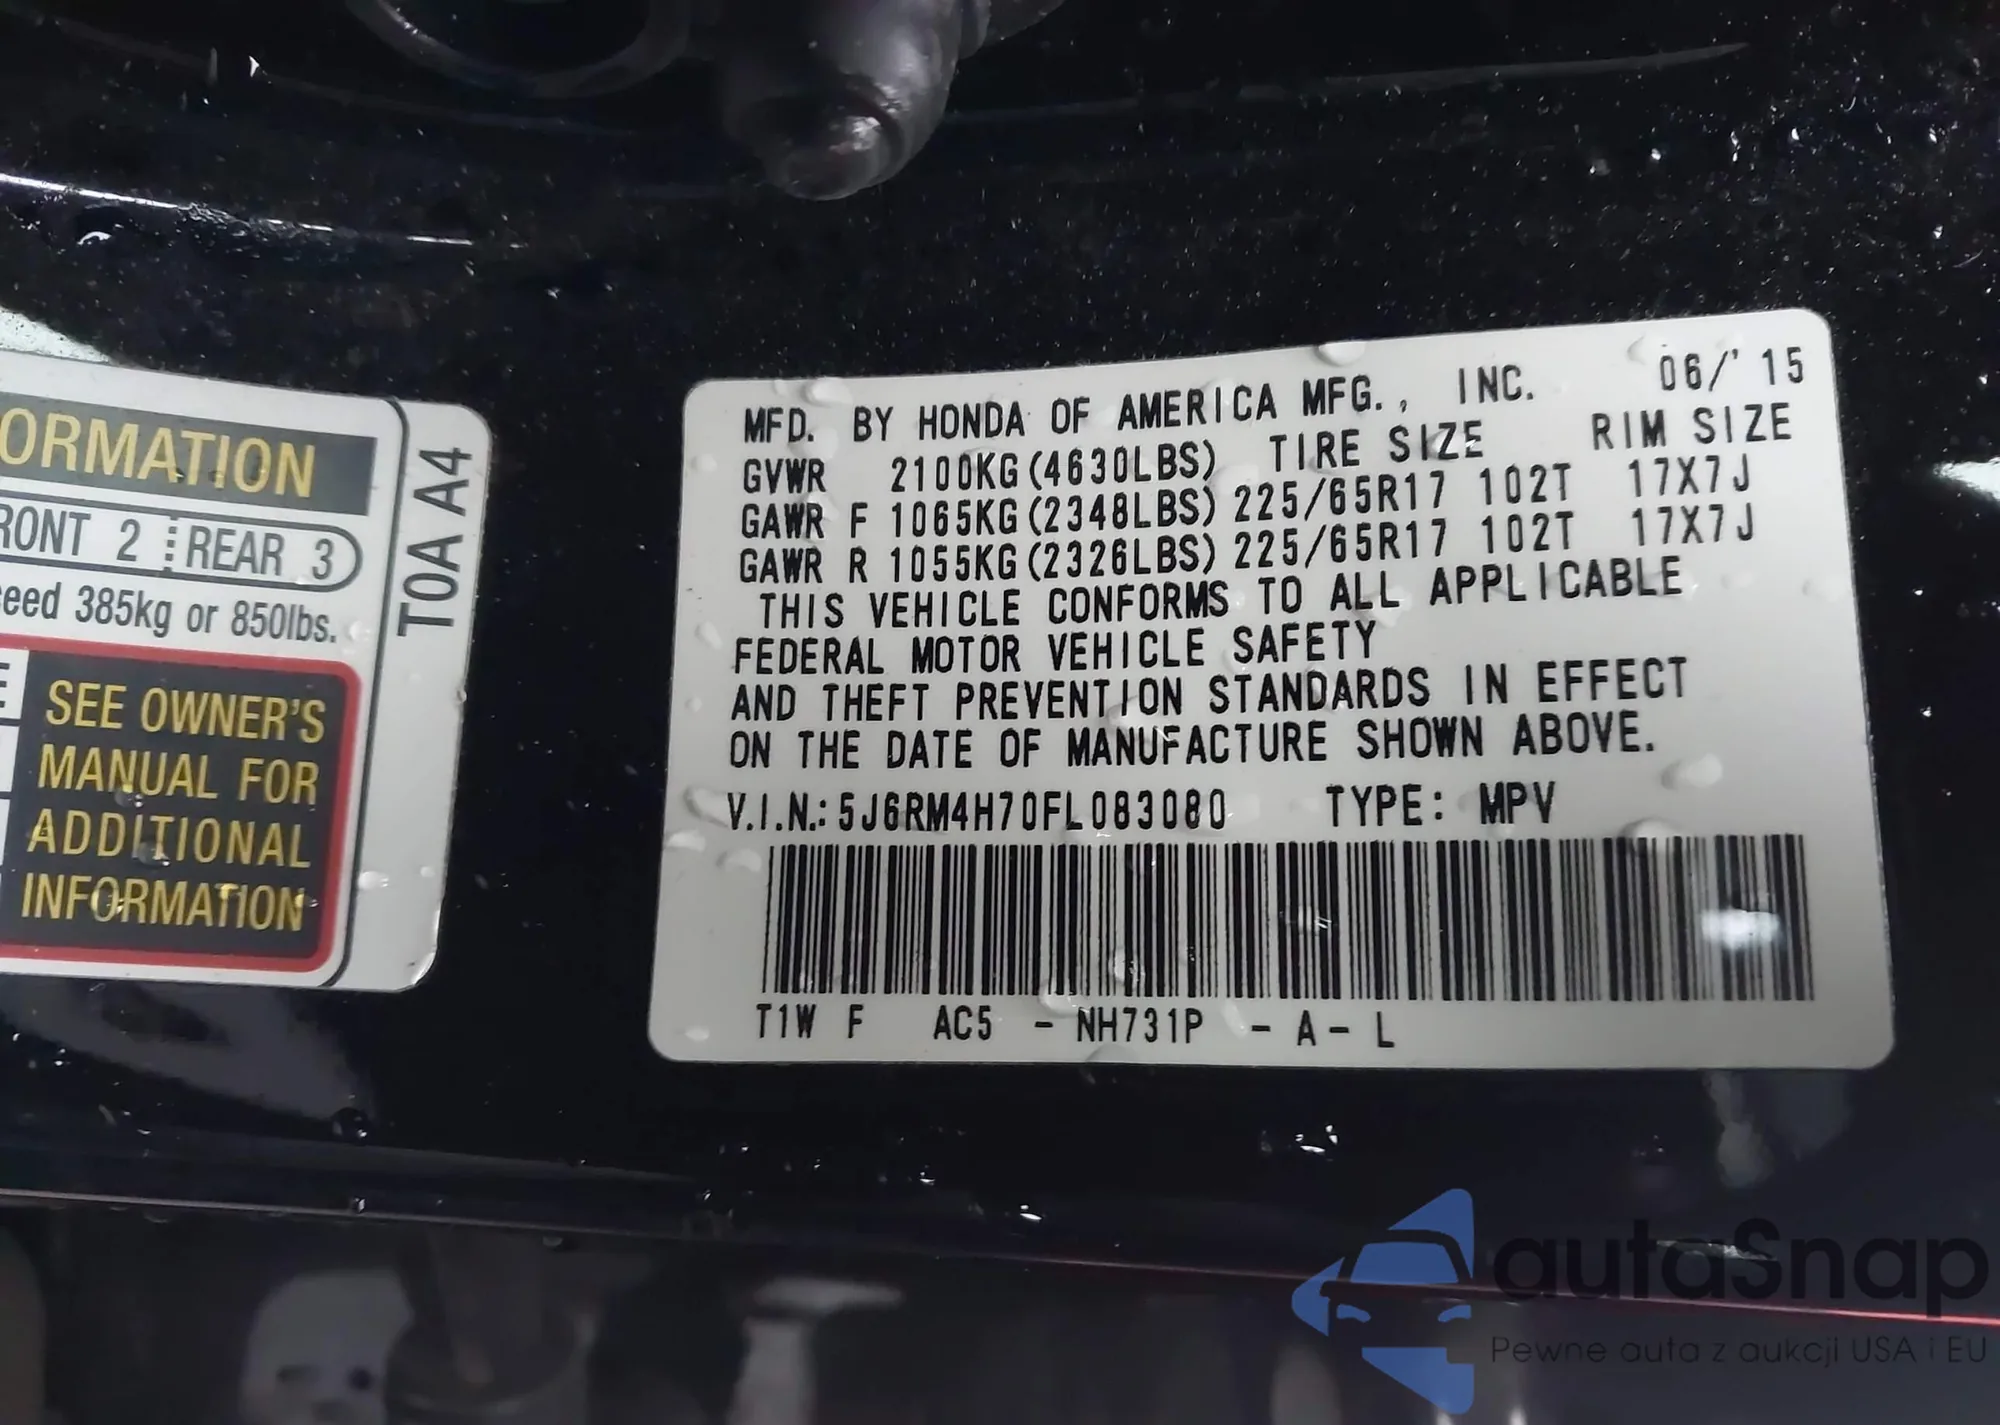 ORMATION
RONT 2 REAR 3
eed 385kg or 850lbs.
SEE OWNER'S
MANUAL FOR
ADDITIONAL
INFORMATION
T0A A4
MFD. BY HONDA OF AMERICA MFG., INC. 06/'15
GVWR 2100KG(4630LBS) TIRE SIZE RIM SIZE
GAWR F 1065KG(2348LBS) 225/65R17 102T 17X7J
GAWR R 1055KG(2326LBS) 225/65R17 102T 17X7J
THIS VEHICLE CONFORMS TO ALL APPLICABLE
FEDERAL MOTOR VEHICLE SAFETY
AND THEFT PREVENTION STANDARDS IN EFFECT
ON THE DATE OF MANUFACTURE SHOWN ABOVE.
V.I.N.: 5J6RM4H70FL083080 TYPE: MPV
T1W F AC5 - NH731P - A - L
autaSnap
Pewne auta z aukcji USA i EU